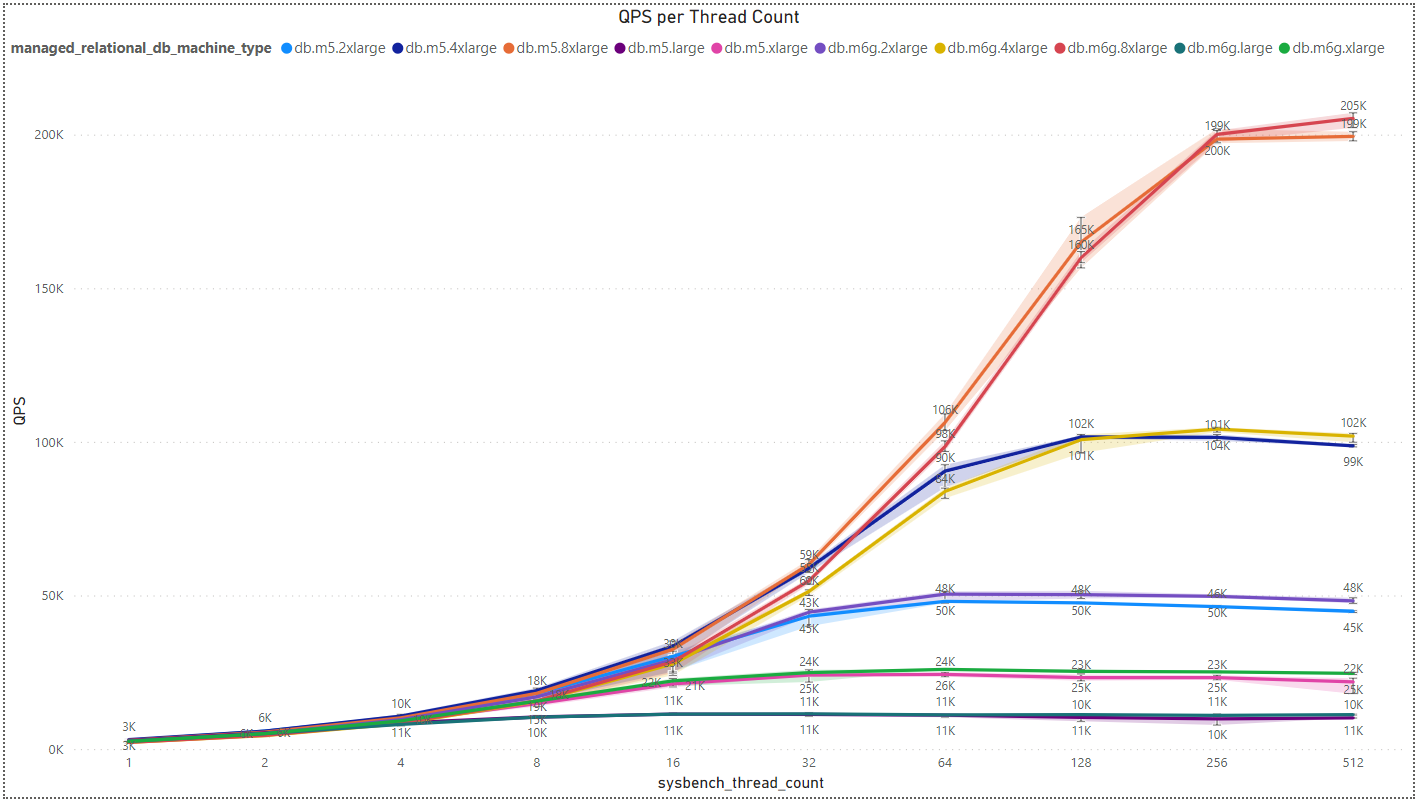 QPS per Thread Count
managed_relational_db_machine_type db.m5.2xlarge db.m5.4xlarge db.m5.8xlarge db.m5.large db.m5.xlarge db.m6g.2xlarge db.m6g.4xlarge db.m6g.8xlarge db.m6g.large db.m6g.xlarge
205K
199K
200K
199K
200K
165K
160K
150K
106K
98K
90K
84K
102K
101K
101K
104K
102K
99K
100K
QPS
59K
43K
45K
48K
50K
48K
50K
46K
50K
48K
45K
50K
24K
25K
24K
26K
23K
25K
23K
25K
22K
3K
3K
6K
10K
11K
18K
19K
15K
10K
21K
11K
11K
11K
11K
11K
11K
10K
11K
11K
10K
10K
11K
0K
1 2 4 8 16 32 64 128 256 512
sysbench_thread_count